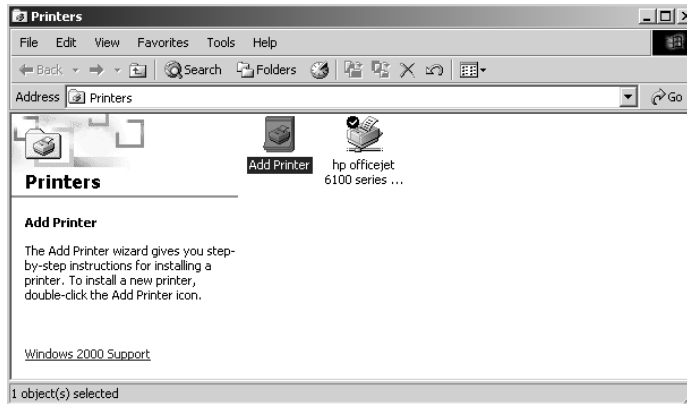 Printers
File Edit View Favorites Tools Help
Back Search Folders
Address Printers Go
Add Printer
hp officejet
6100 series ...
Printers
Add Printer
The Add Printer wizard gives you step-
by-step instructions for installing a
printer. To install a new printer,
double-click the Add Printer icon.
Windows 2000 Support
1 object(s) selected